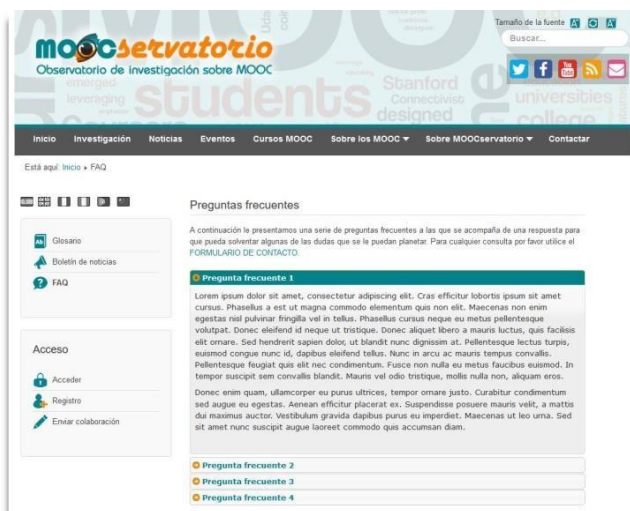 Tamaño de la fuente
Buscar...
MOOCservatorio
Observatorio de investigación sobre MOOC
emerged
leveraging
students
Stanford
Connectivist
designed
universities
college
Inicio Investigación Noticias Eventos Cursos MOOC Sobre los MOOC Sobre MOOCservatorio Contactar
Está aquí: Inicio » FAQ
Glosario
Boletín de noticias
FAQ
Acceso
Acceder
Registro
Enviar colaboración
Preguntas frecuentes
A continuación le presentamos una serie de preguntas frecuentes a las que se acompaña de una respuesta para
que pueda solventar algunas de las dudas que se le puedan planetar. Para cualquier consulta por favor utilice el
FORMULARIO DE CONTACTO.
Pregunta frecuente 1
Lorem ipsum dolor sit amet, consectetur adipiscing elit. Cras efficitur lobortis ipsum sit amet
cursus. Phasellus a est ut magna commodo elementum quis non elit. Maecenas non enim
egestas nisl pulvinar fringilla vel in tellus. Phasellus cursus neque eu metus pellentesque
volutpat. Donec eleifend id neque ut tristique. Donec aliquet libero a mauris luctus, quis facilisis
elit ornare. Sed hendrerit sapien dolor, ut blandit nunc dignissim at. Pellentesque lectus turpis,
euismod congue nunc id, dapibus eleifend tellus. Nunc in arcu ac mauris tempus convallis.
Pellentesque feugiat quis elit nec condimentum. Fusce non nulla eu metus faucibus euismod. In
tempor suscipit sem convallis blandit. Mauris vel odio tristique, mollis nulla non, aliquam eros.
Donec enim quam, ullamcorper eu purus ultrices, tempor ornare justo. Curabitur condimentum
sed augue eu egestas. Aenean efficitur placerat ex. Suspendisse posuere mauris velit, a mattis
dui maximus auctor. Vestibulum gravida dapibus purus eu imperdiet. Maecenas ut leo urna. Sed
sit amet nunc suscipit augue laoreet commodo quis accumsan diam.
Pregunta frecuente 2
Pregunta frecuente 3
Pregunta frecuente 4